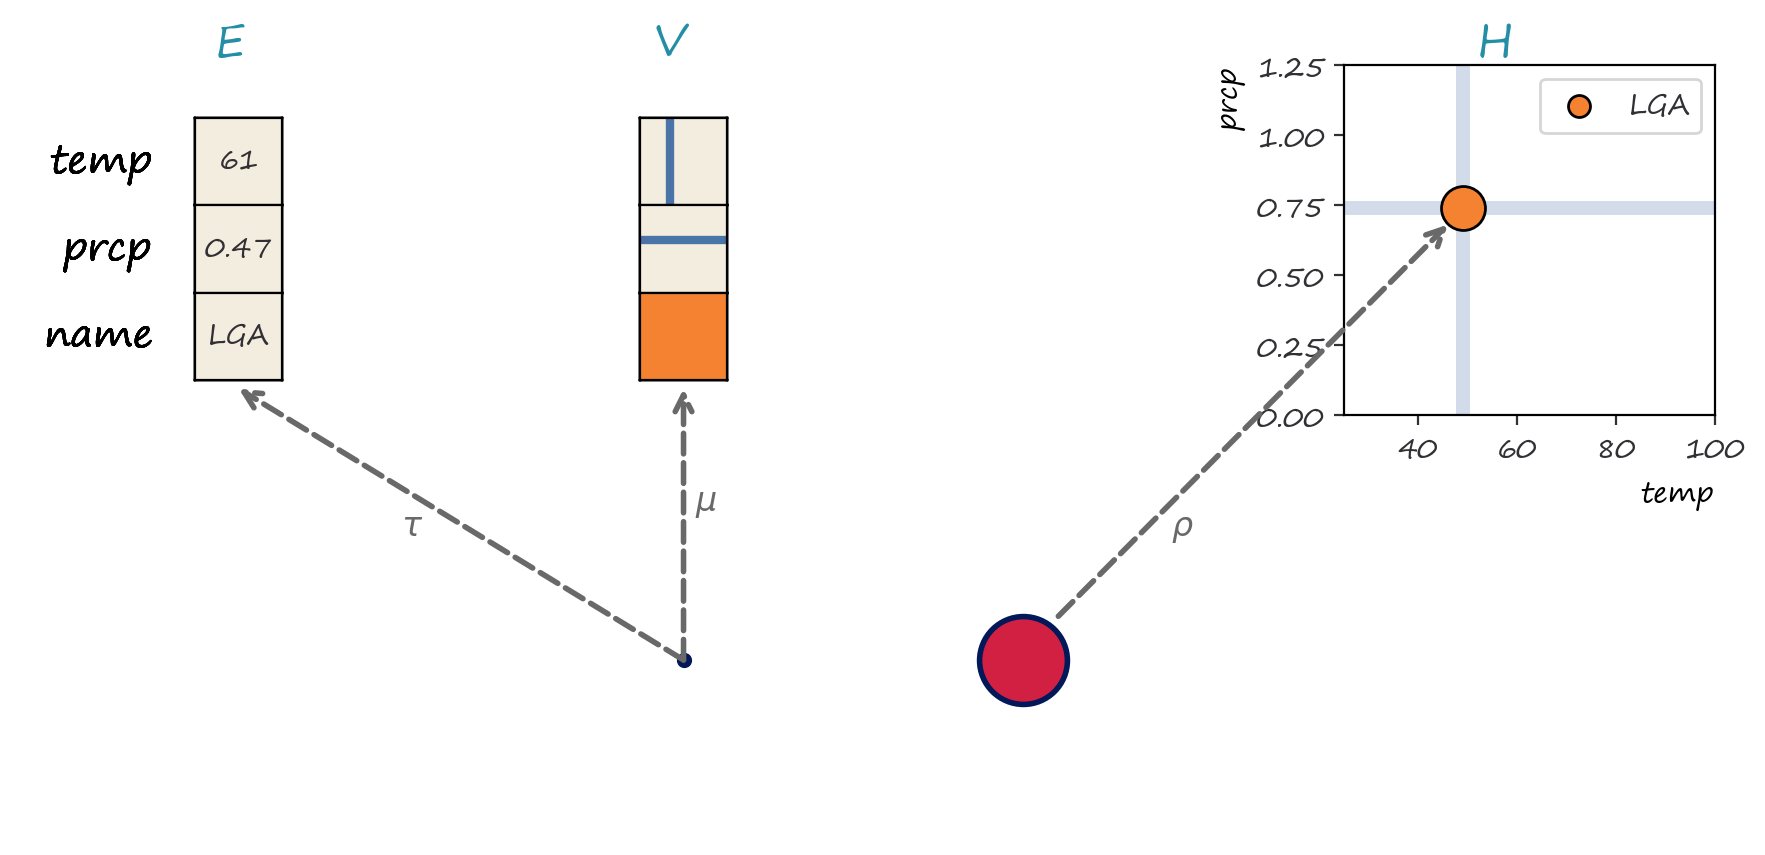 E
V
H
temp
61
prcp
0.47
name
LGA
τ
μ
ρ
prcp
1.25
1.00
0.75
0.50
0.25
0.00
LGA
40 60 80 100
temp